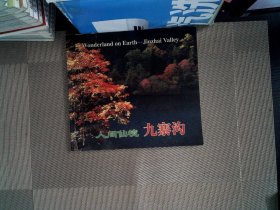 Wonderland on Earth—Jiuzhai Valley
人间仙境 九寨沟